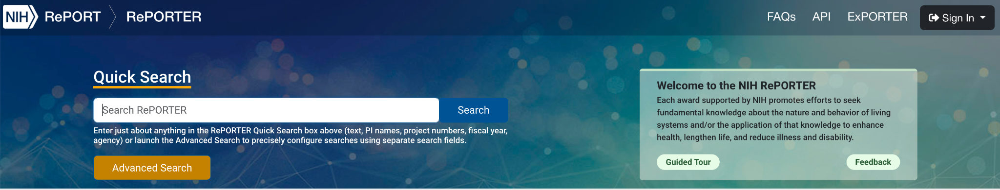 NIH RePORT RePORTER
FAQs API ExPORTER Sign In
Quick Search
Search RePORTER
Search
Enter just about anything in the RePORTER Quick Search box above (text, PI names, project numbers, fiscal year,
agency) or launch the Advanced Search to precisely configure searches using separate search fields.
Advanced Search
Welcome to the NIH RePORTER
Each award supported by NIH promotes efforts to seek
fundamental knowledge about the nature and behavior of living
systems and/or the application of that knowledge to enhance
health, lengthen life, and reduce illness and disability.
Guided Tour
Feedback